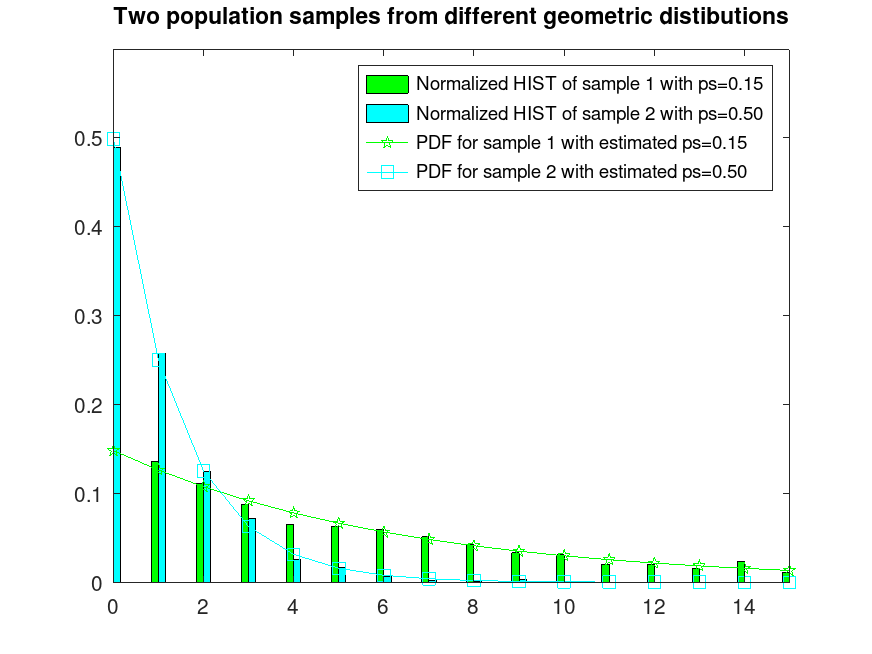 Two population samples from different geometric distibutions
Normalized HIST of sample 1 with ps=0.15
Normalized HIST of sample 2 with ps=0.50
PDF for sample 1 with estimated ps=0.15
PDF for sample 2 with estimated ps=0.50
0.5
0.4
0.3
0.2
0.1
0
0 2 4 6 8 10 12 14